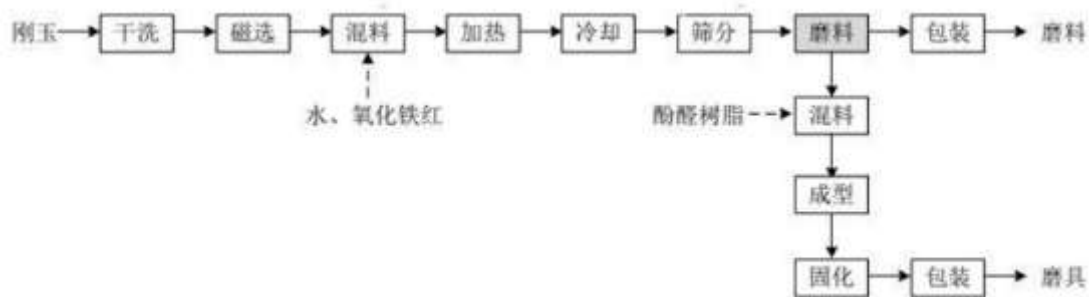 刚玉 干洗 磁选 混料 加热 冷却 筛分 磨料 包装 磨料
水、氧化铁红 酚醛树脂 混料
成型
固化 包装 磨具